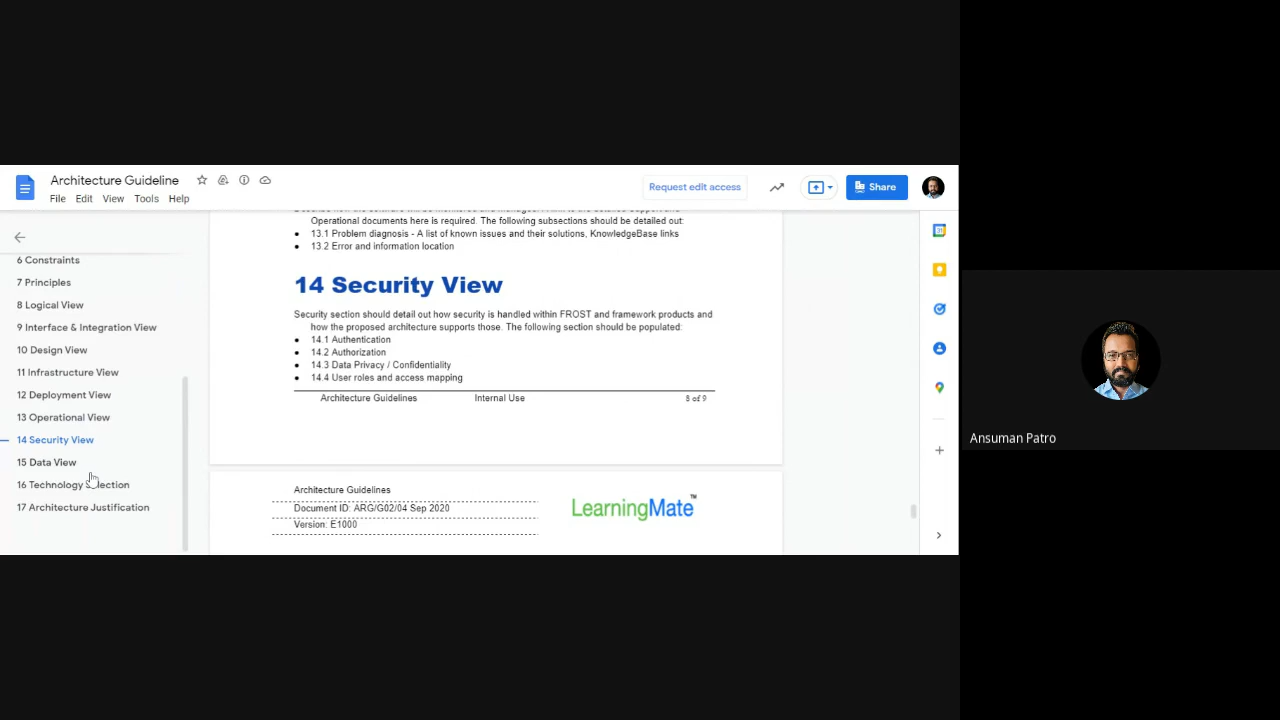 Architecture Guideline
File Edit View Tools Help
Request edit access
Share
6 Constraints
7 Principles
8 Logical View
9 Interface & Integration View
10 Design View
11 Infrastructure View
12 Deployment View
13 Operational View
14 Security View
15 Data View
16 Technology Selection
17 Architecture Justification
Operational documents here is required. The following subsections should be detailed out:
● 13.1 Problem diagnosis - A list of known issues and their solutions, KnowledgeBase links
● 13.2 Error and information location
14 Security View
Security section should detail out how security is handled within FROST and framework products and
how the proposed architecture supports those. The following section should be populated:
● 14.1 Authentication
● 14.2 Authorization
● 14.3 Data Privacy / Confidentiality
● 14.4 User roles and access mapping
Architecture Guidelines Internal Use 5 of 9
Architecture Guidelines
Document ID: ARG/G02/04 Sep 2020
Version: E1000
LearningMate™
Ansuman Patro